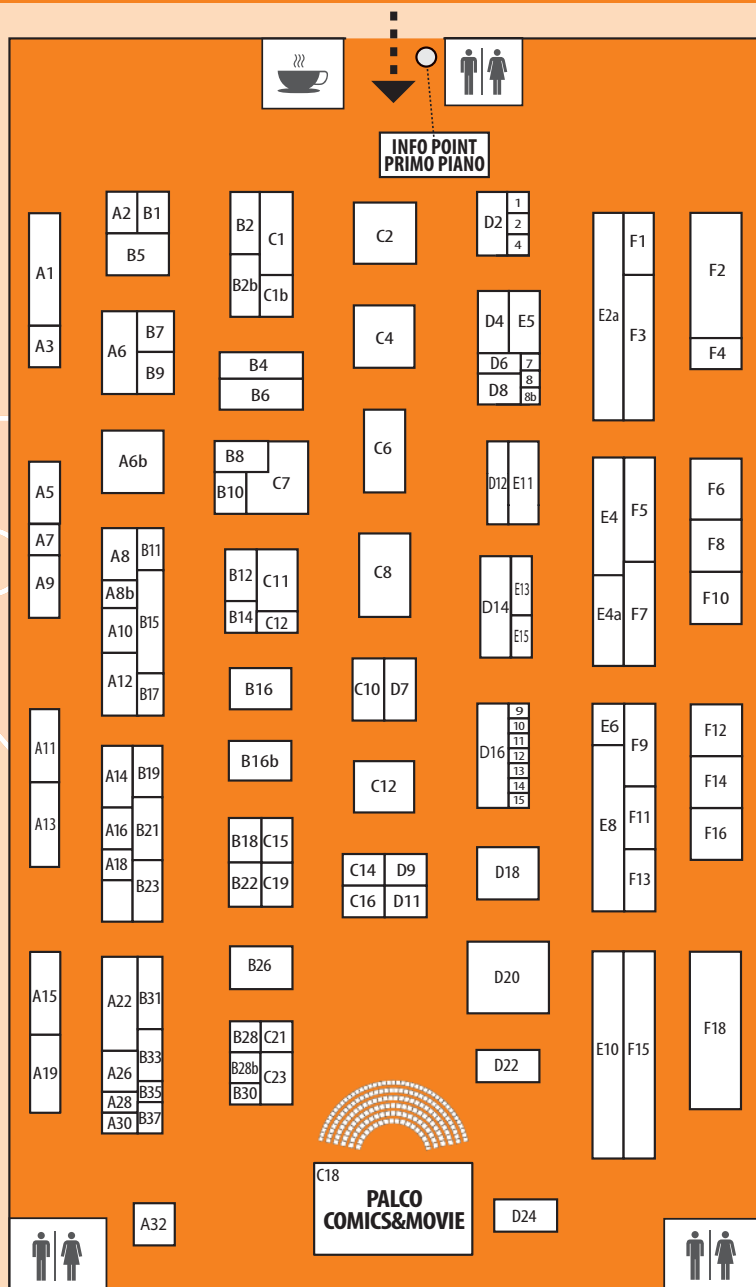 INFO POINT
PRIMO PIANO
A1
A3
A5
A7
A9
A11
A13
A15
A19
A2
B1
B5
A6
B7
B9
A6b
A8
B11
A8b
A10
B15
A12
B17
A14
B19
A16
B21
A18
B23
A22
B31
A26
B33
A28
B35
A30
B37
A32
B2
C1
B2b
C1b
B4
B6
B8
B10
C7
B12
C11
B14
C12
B16
B16b
B18
C15
B22
C19
B26
B28
C21
B28b
C23
B30
C2
C4
C6
C8
C10
D7
C12
C14
D9
C16
D11
C18
PALCO
COMICS&MOVIE
D2
1
2
4
D4
E5
D6
7
D8
8
8b
D12
E11
D14
E13
E15
D16
9
10
11
12
13
14
15
D18
D20
D22
D24
E2a
F1
F3
E4
F5
E4a
F7
E6
F9
E8
F11
F13
E10
F15
F2
F4
F6
F8
F10
F12
F14
F16
F18